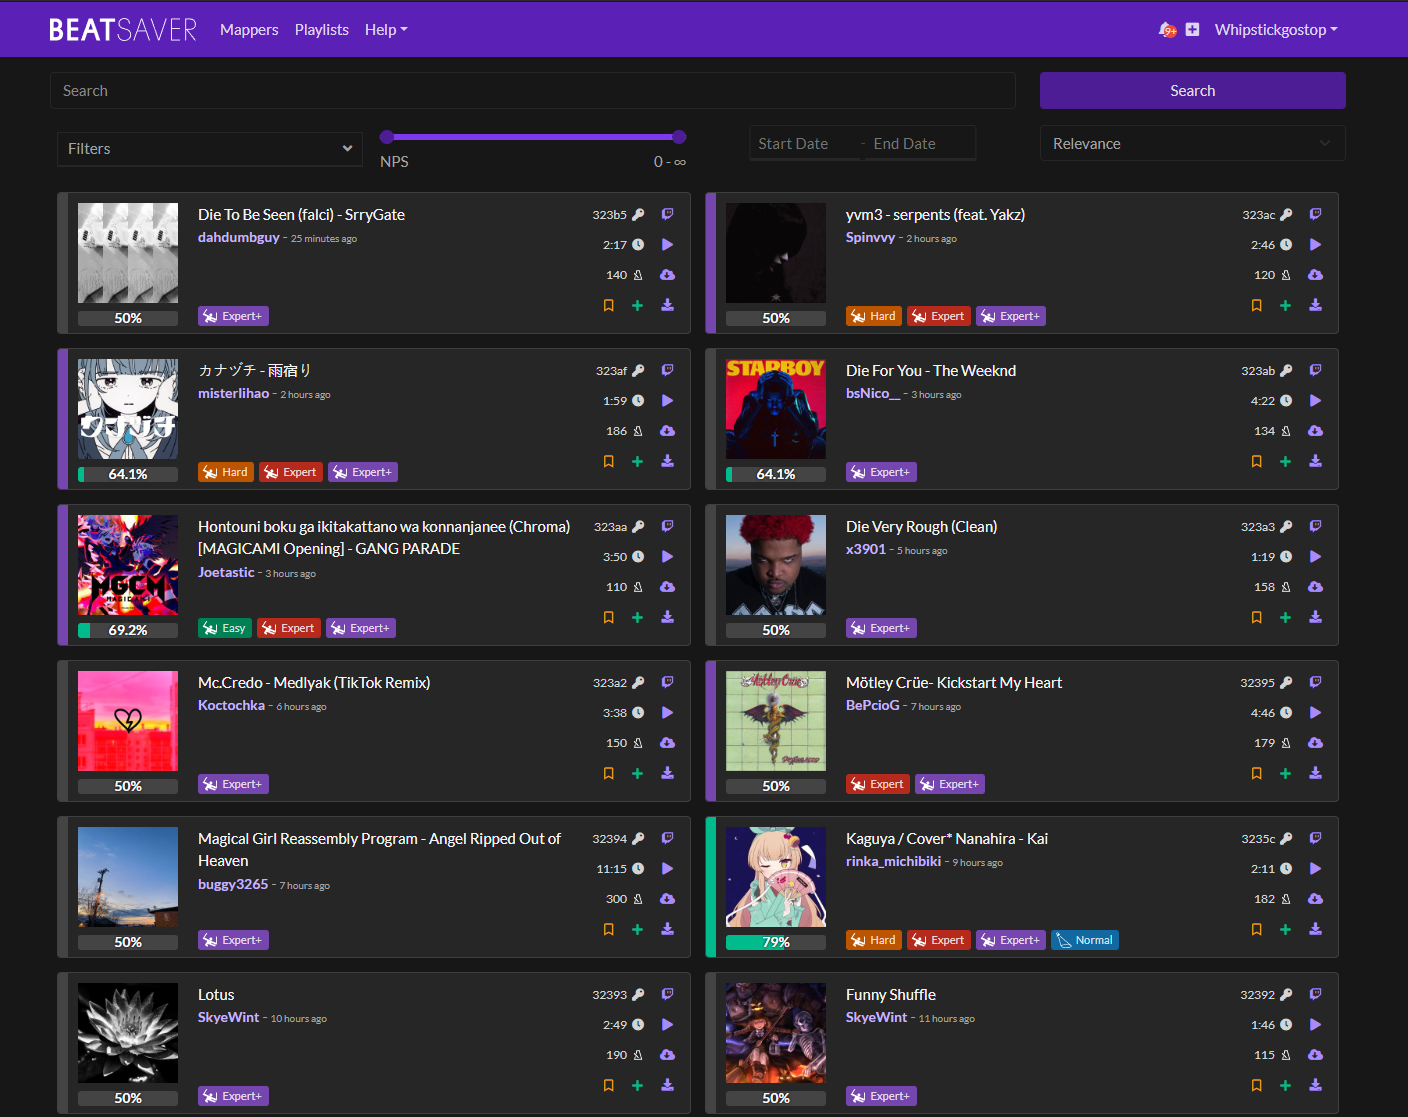 BEATSAVER Mappers Playlists Help 9+ Whipstickgostop
Search Search
Filters NPS 0 - ∞ Start Date - End Date Relevance
Die To Be Seen (falci) - SrryGate 323b5
dahdumbguy - 25 minutes ago
2:17
140
50% Expert+
yvm3 - serpents (feat. Yakz) 323ac
Spinvvy - 2 hours ago
2:46
120
50% Hard Expert Expert+
カナヅチ - 雨宿り 323af
misterlihao - 2 hours ago
1:59
186
64.1% Hard Expert Expert+
STARBOY
Die For You - The Weeknd 323ab
bsNico__ - 3 hours ago
4:22
134
64.1% Expert+
MGCM
Hontouni boku ga ikitakattano wa konnanjanee (Chroma) 323aa
[MAGICAMI Opening] - GANG PARADE
Joetastic - 3 hours ago
3:50
110
69.2% Easy Expert Expert+
Die Very Rough (Clean) 323a3
x3901 - 5 hours ago
1:19
158
50% Expert+
Mc.Credo - Medlyak (TikTok Remix) 323a2
Koctochka - 6 hours ago
3:38
150
50% Expert+
Mötley Crüe
Mötley Crüe- Kickstart My Heart 32395
BePcioG - 7 hours ago
4:46
179
50% Expert Expert+
Magical Girl Reassembly Program - Angel Ripped Out of 32394
Heaven
buggy3265 - 7 hours ago
11:15
300
50% Expert+
Kaguya / Cover* Nanahira - Kai 3235c
rinka_michibiki - 9 hours ago
2:11
182
79% Hard Expert Expert+ Normal
Lotus 32393
SkyeWint - 10 hours ago
2:49
190
50% Expert+
Funny Shuffle 32392
SkyeWint - 11 hours ago
1:46
115
50% Expert+